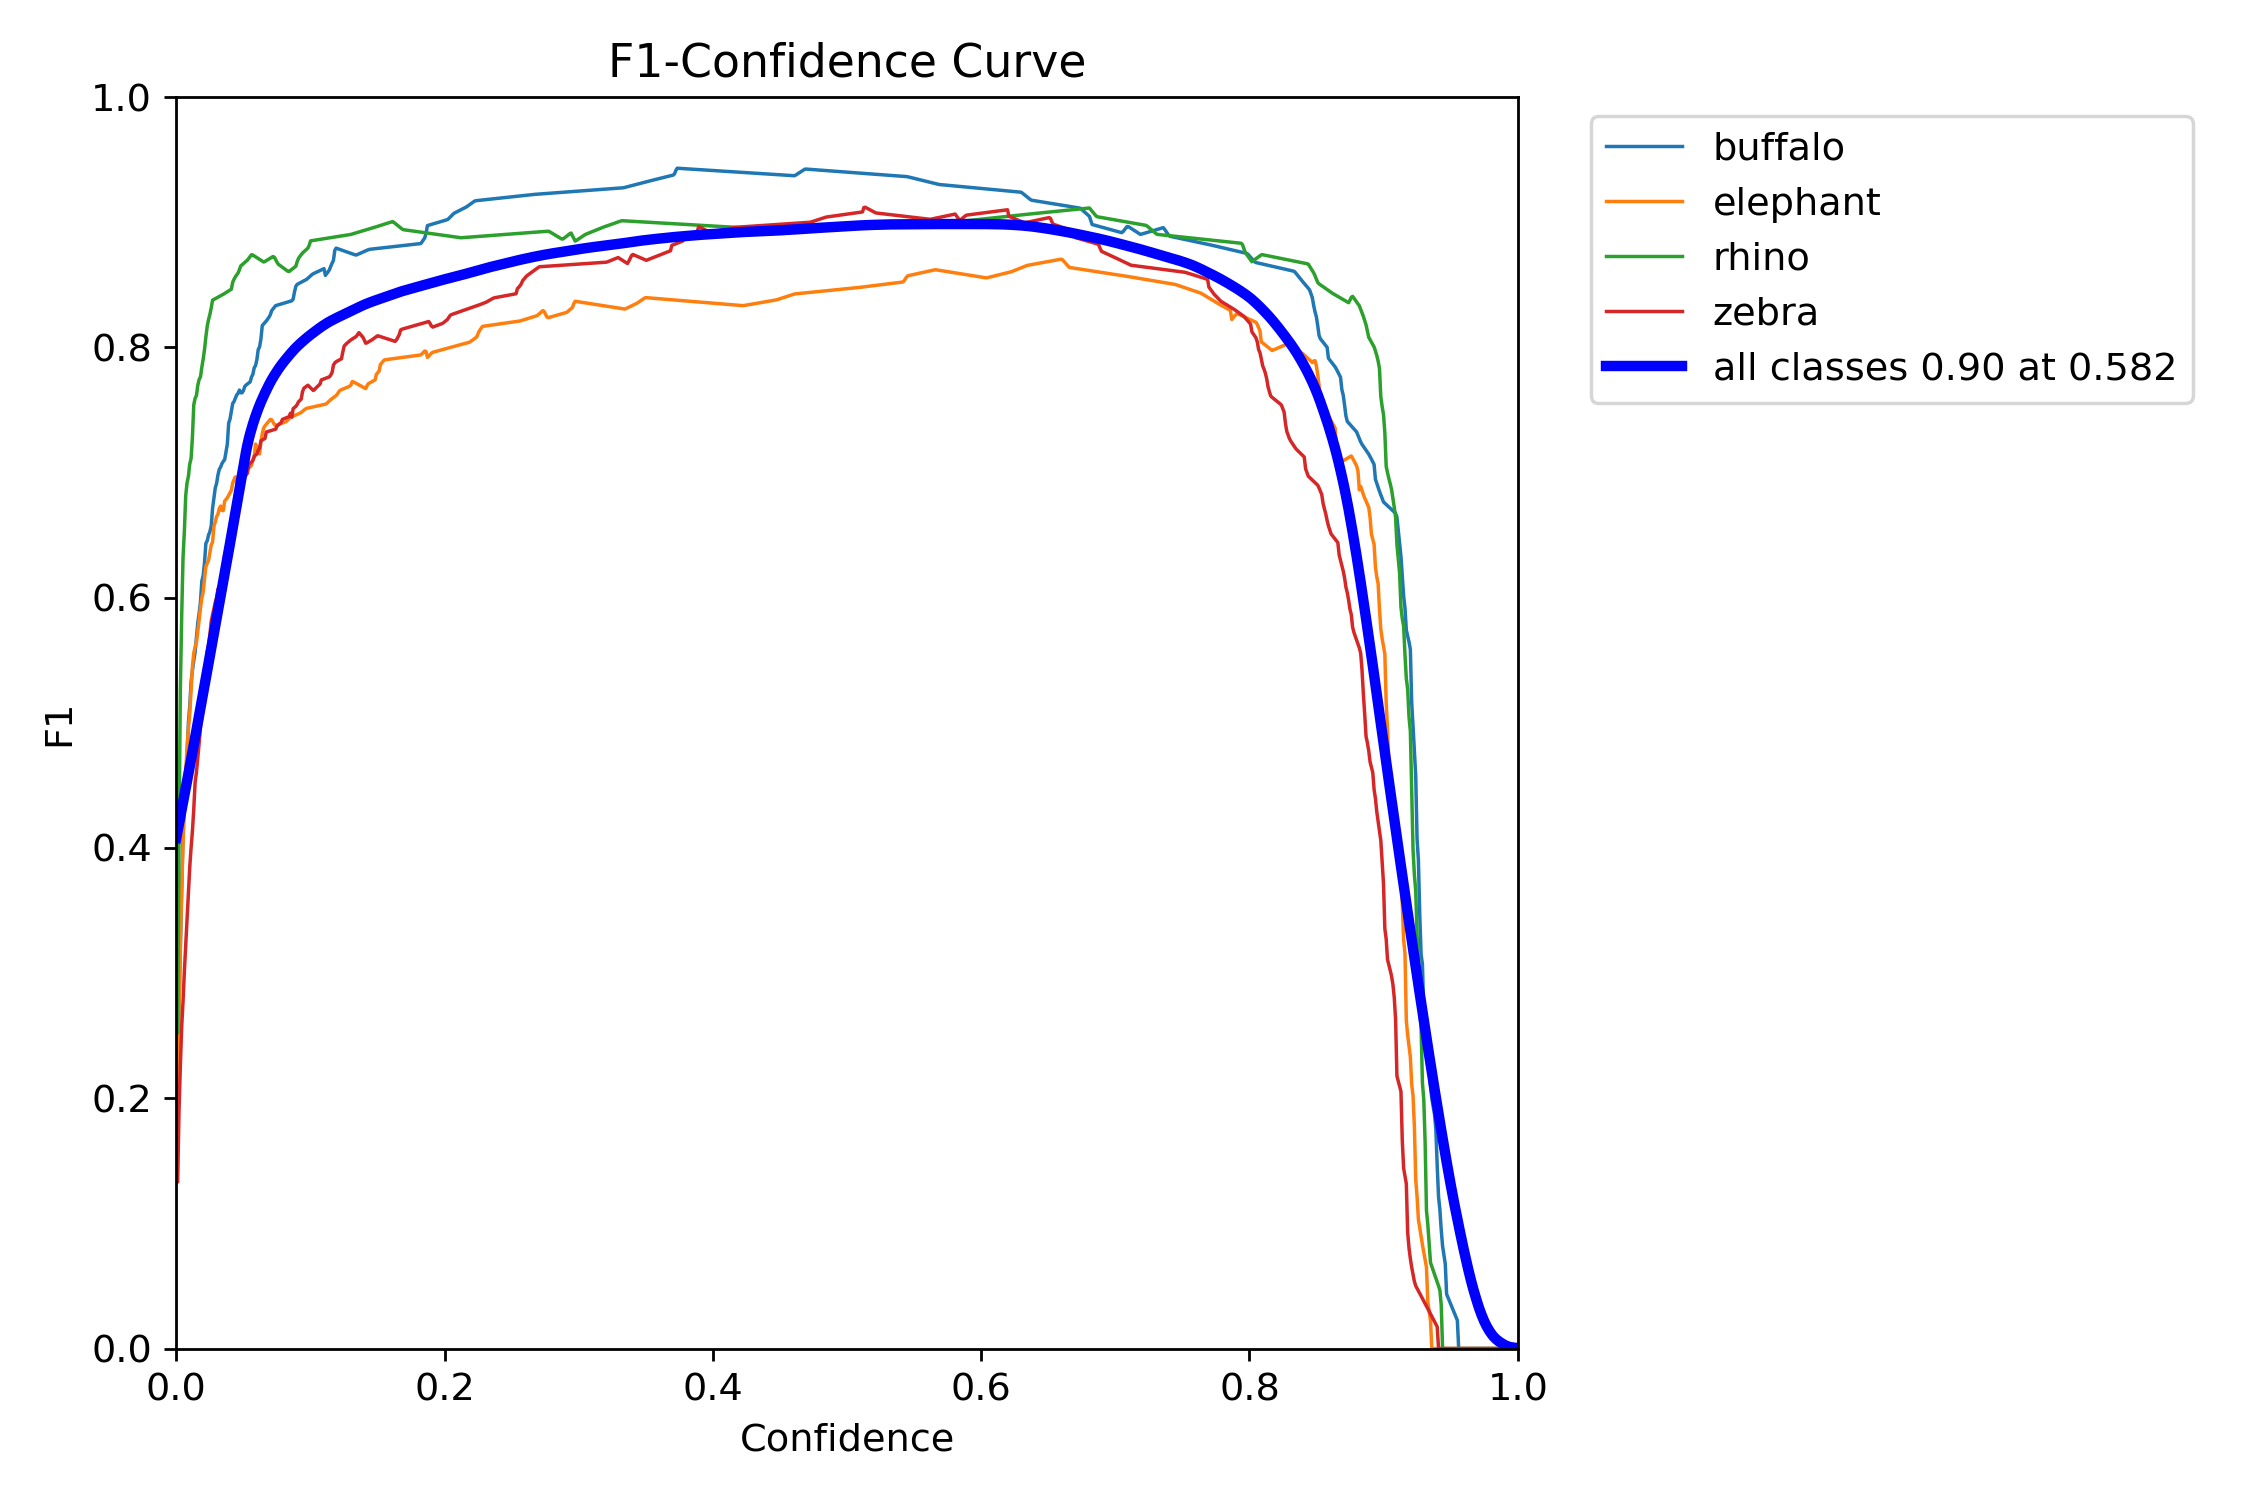 F1-Confidence Curve
1.0
0.8
0.6
0.4
0.2
0.0
F1
0.0 0.2 0.4 0.6 0.8 1.0
Confidence
buffalo
elephant
rhino
zebra
all classes 0.90 at 0.582